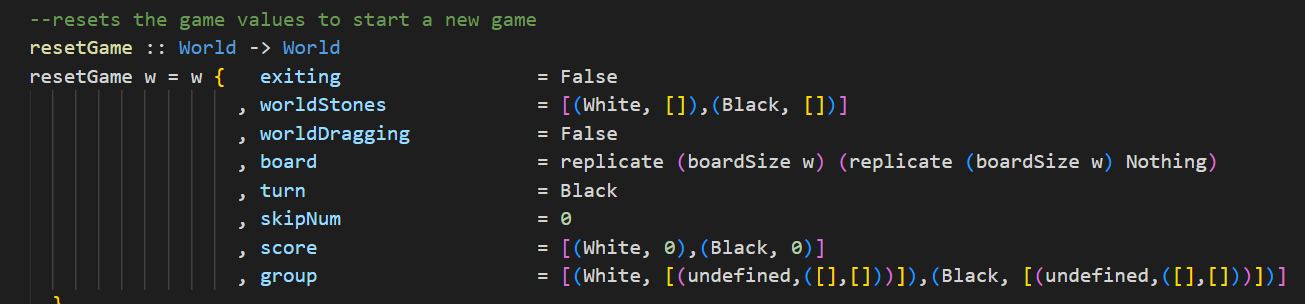 --resets the game values to start a new game
resetGame :: World -> World
resetGame w = w {   exiting                 = False
                  , worldStones             = [(White, []),(Black, [])]
                  , worldDragging           = False
                  , board                   = replicate (boardSize w) (replicate (boardSize w) Nothing)
                  , turn                    = Black
                  , skipNum                 = 0
                  , score                   = [(White, 0),(Black, 0)]
                  , group                   = [(White, [(undefined,([],[]))]),(Black, [(undefined,([],[]))])]
  }